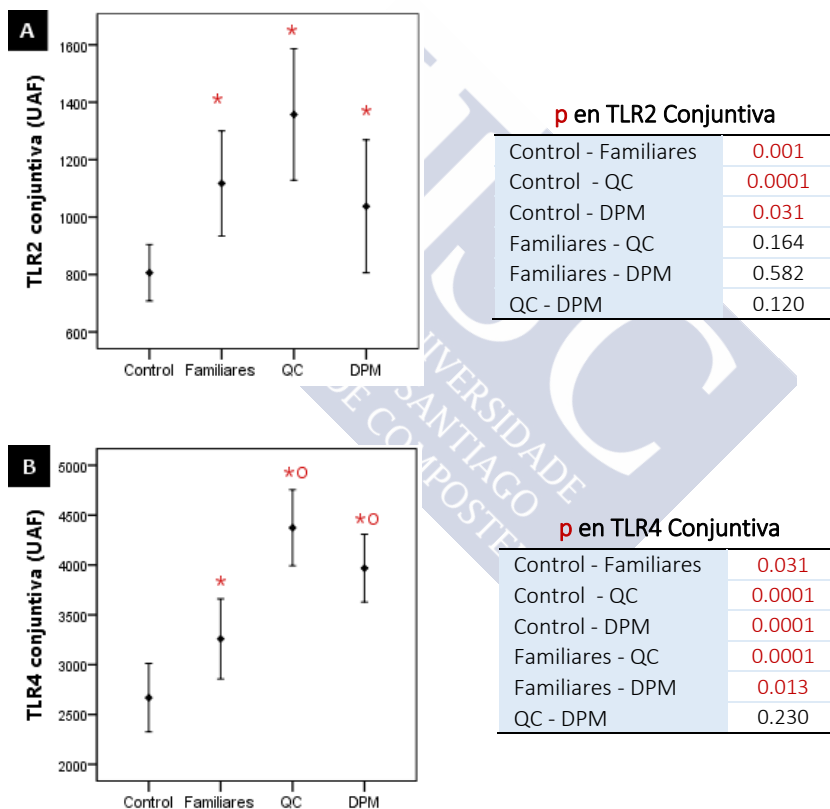 A
TLR2 conjuntiva (UAF)
1600
1400
1200
1000
800
600
*
*
*
Control Familiares QC DPM
p en TLR2 Conjuntiva
Control - Familiares 0.001
Control - QC 0.0001
Control - DPM 0.031
Familiares - QC 0.164
Familiares - DPM 0.582
QC - DPM 0.120
UNIVERSIDADE
DE SANTIAGO
DE COMPOSTELA
B
TLR4 conjuntiva (UAF)
5000
4500
4000
3500
3000
2500
2000
*
*O
*O
Control Familiares QC DPM
p en TLR4 Conjuntiva
Control - Familiares 0.031
Control - QC 0.0001
Control - DPM 0.0001
Familiares - QC 0.0001
Familiares - DPM 0.013
QC - DPM 0.230